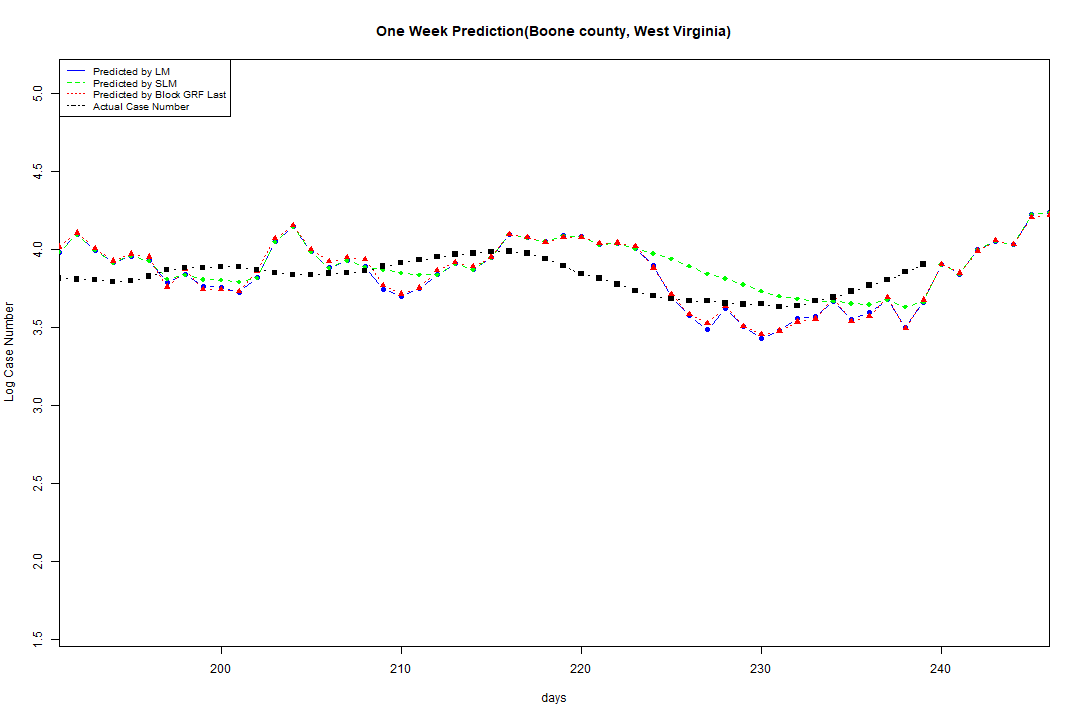 One Week Prediction(Boone county, West Virginia)
Predicted by LM
Predicted by SLM
Predicted by Block GRF Last
Actual Case Number
5.0
4.5
4.0
3.5
3.0
2.5
2.0
1.5
Log Case Number
200 210 220 230 240
days